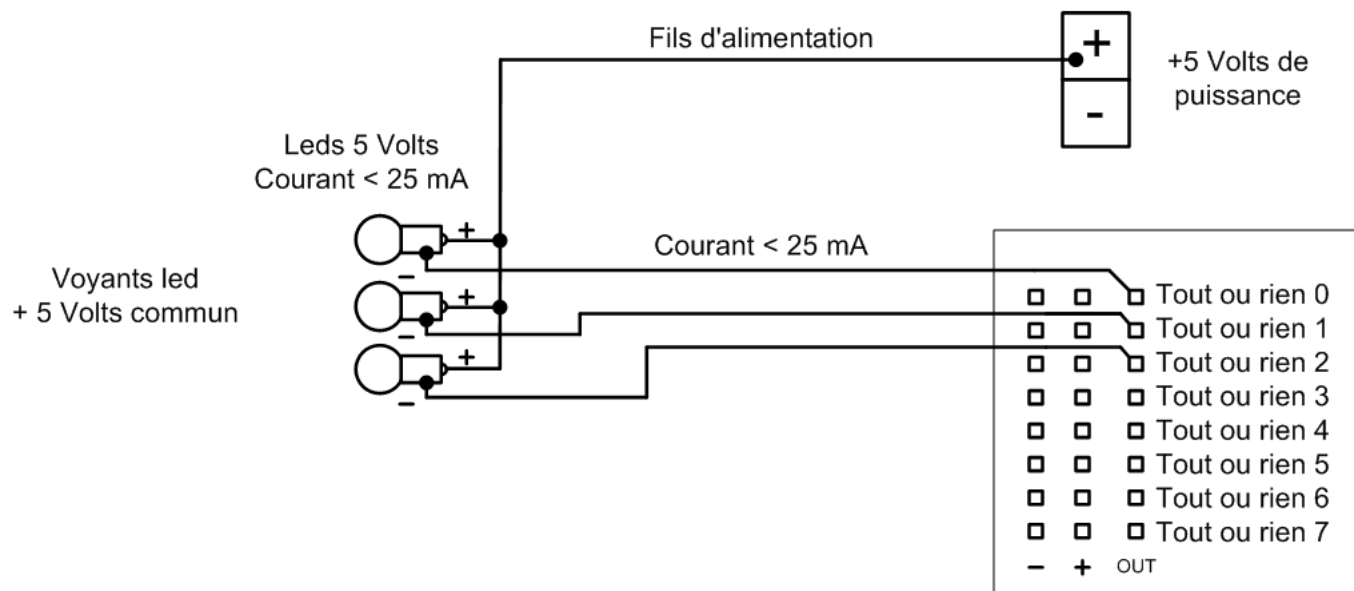 Fils d'alimentation
+
-
+5 Volts de
puissance
Leds 5 Volts
Courant < 25 mA
+
-
+
-
+
-
Voyants led
+ 5 Volts commun
Courant < 25 mA
Tout ou rien 0
Tout ou rien 1
Tout ou rien 2
Tout ou rien 3
Tout ou rien 4
Tout ou rien 5
Tout ou rien 6
Tout ou rien 7
- + OUT